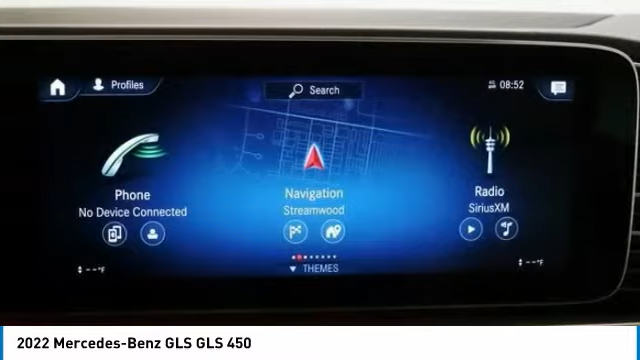 Profiles
Search
08:52
Phone
No Device Connected
Navigation
Streamwood
Radio
SiriusXM
THEMES
--°F
--°F
2022 Mercedes-Benz GLS GLS 450